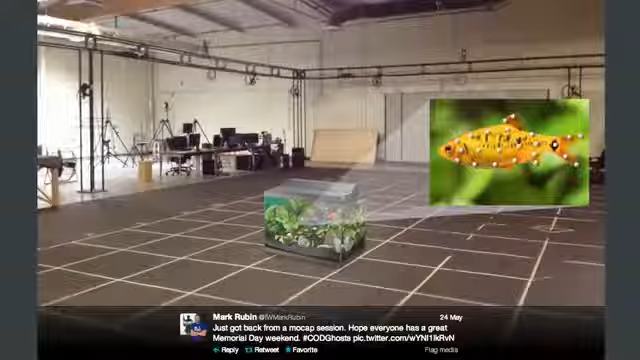 Mark Rubin @IWMarkRubin 24 May
Just got back from a mocap session. Hope everyone has a great
Memorial Day weekend. #CODGhosts pic.twitter.com/wYNl1lkRvN
Reply Retweet Favorite Flag media